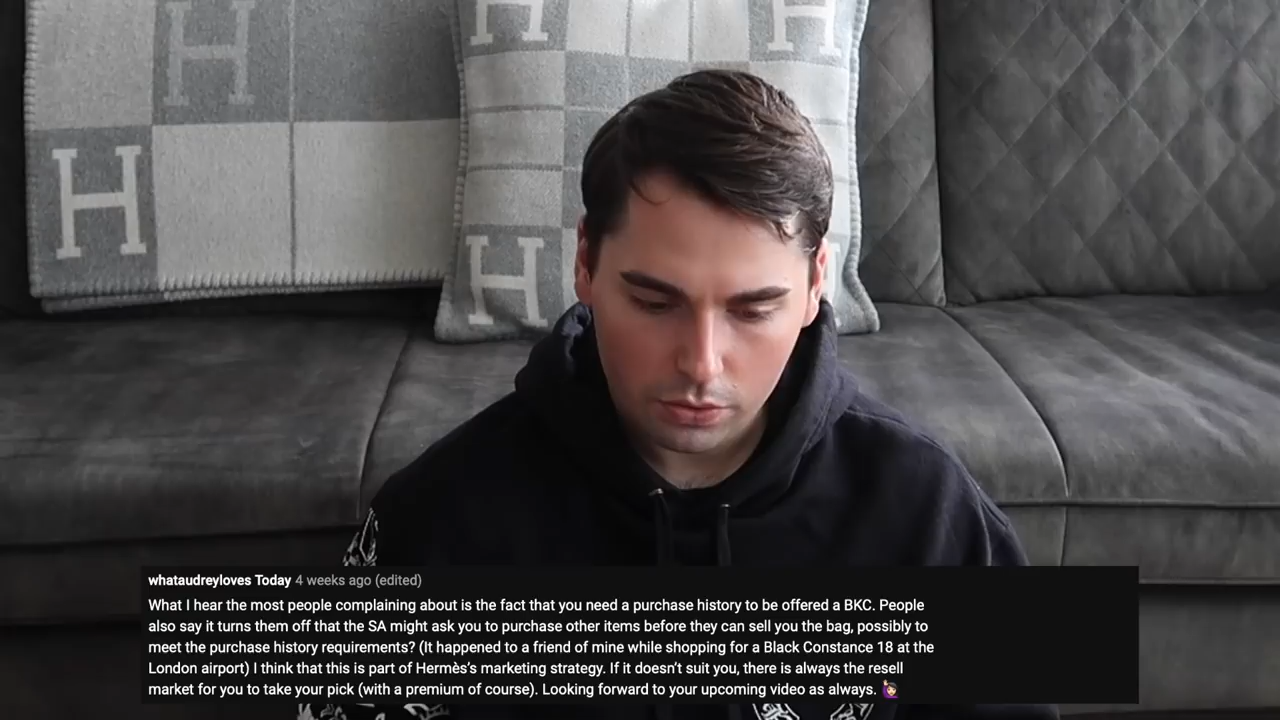 H H
H
H H
H
whataudreyloves Today 4 weeks ago (edited)
What I hear the most people complaining about is the fact that you need a purchase history to be offered a BKC. People
also say it turns them off that the SA might ask you to purchase other items before they can sell you the bag, possibly to
meet the purchase history requirements? (It happened to a friend of mine while shopping for a Black Constance 18 at the
London airport) I think that this is part of Hermès's marketing strategy. If it doesn’t suit you, there is always the resell
market for you to take your pick (with a premium of course). Looking forward to your upcoming video as always. 🙋🏻‍♀️